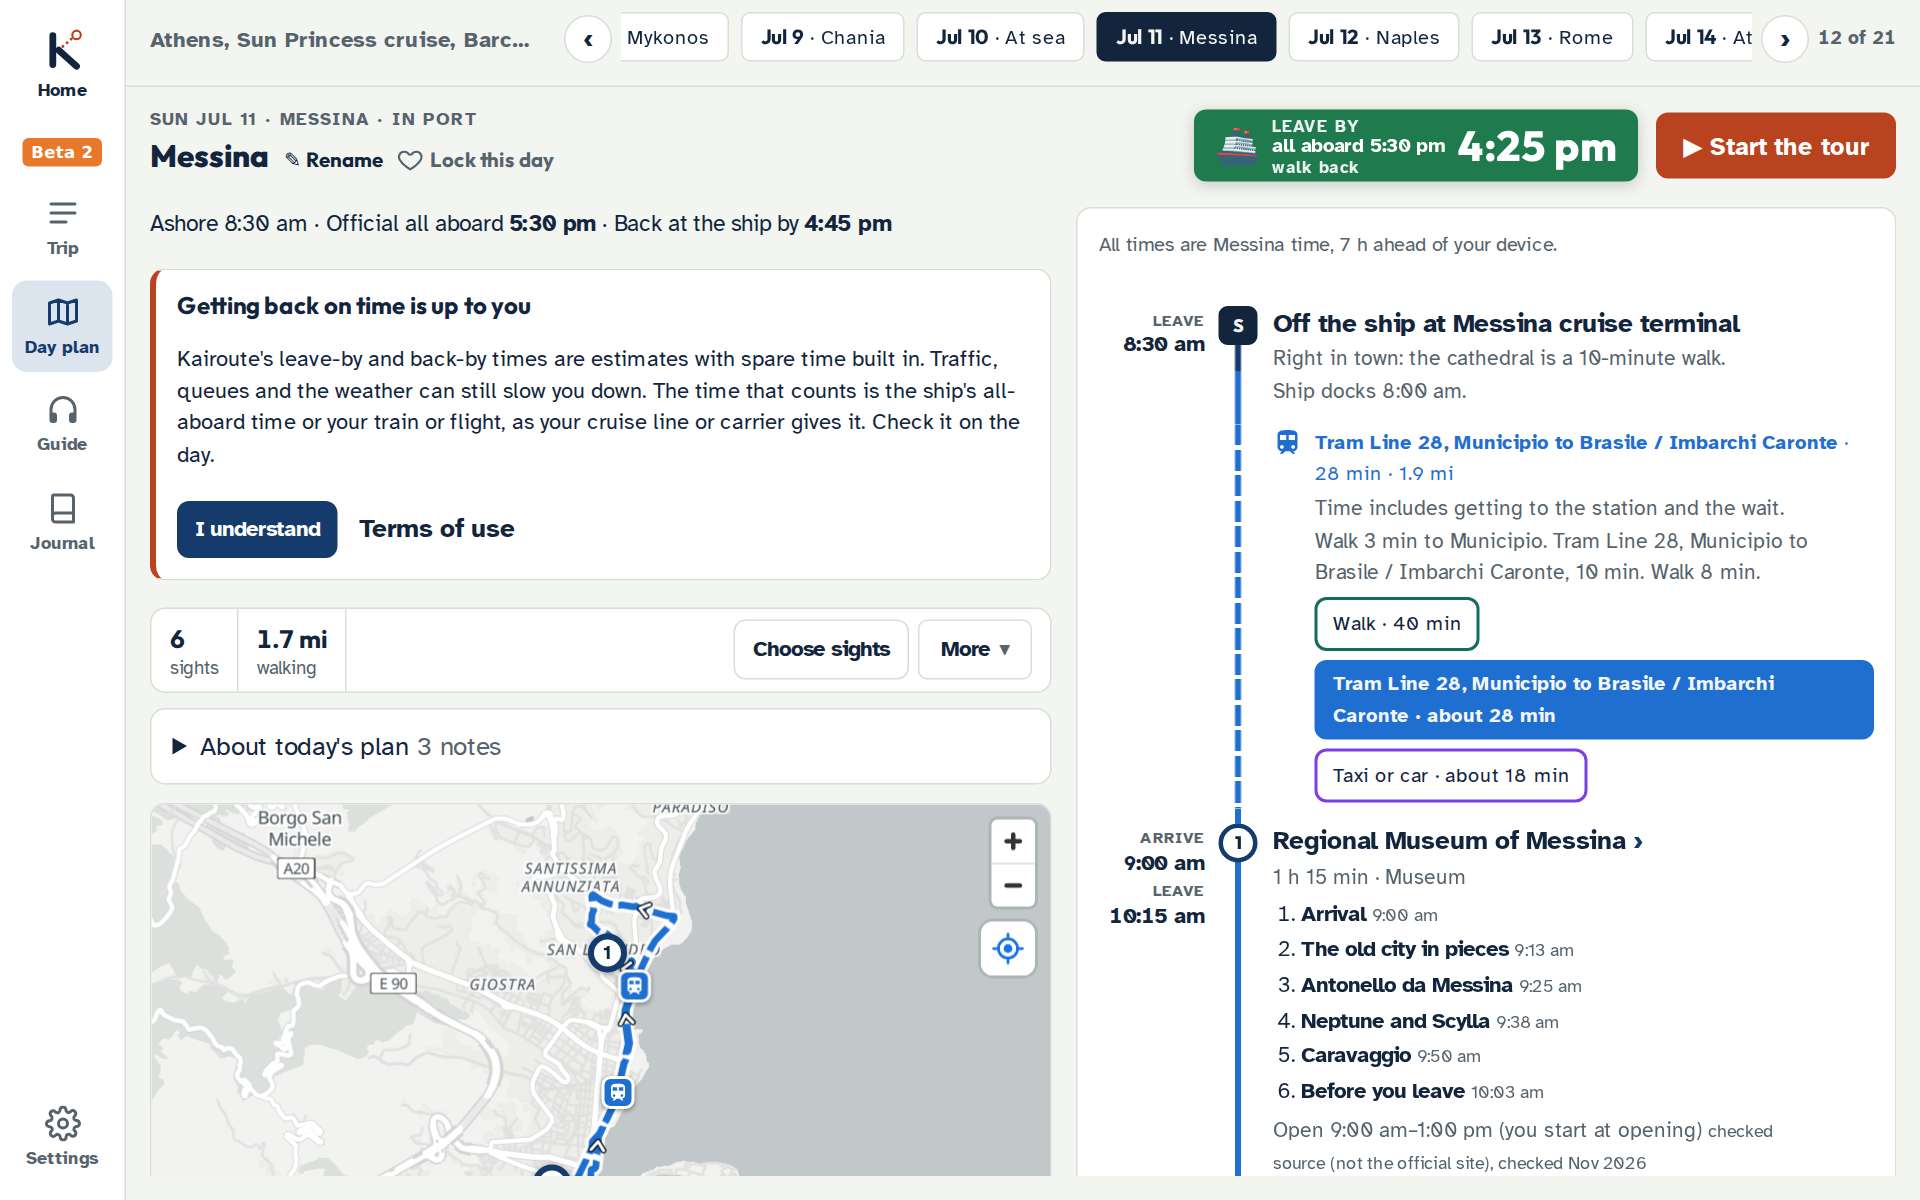 Home
Beta 2
Trip
Day plan
Guide
Journal
Settings
Athens, Sun Princess cruise, Barc...
‹
Mykonos
Jul 9 · Chania
Jul 10 · At sea
Jul 11 · Messina
Jul 12 · Naples
Jul 13 · Rome
Jul 14 · At
›
12 of 21
SUN JUL 11 · MESSINA · IN PORT
Messina
✎ Rename
Lock this day
LEAVE BY
all aboard 5:30 pm
walk back
4:25 pm
▶ Start the tour
Ashore 8:30 am · Official all aboard 5:30 pm · Back at the ship by 4:45 pm
Getting back on time is up to you
Kairoute's leave-by and back-by times are estimates with spare time built in. Traffic,
queues and the weather can still slow you down. The time that counts is the ship's all-
aboard time or your train or flight, as your cruise line or carrier gives it. Check it on the
day.
I understand
Terms of use
6
sights
1.7 mi
walking
Choose sights
More ▼
▶ About today's plan 3 notes
PARADISO
Borgo San
Michele
A20
SANTISSIMA
ANNUNZIATA
1
E 90
GIOSTRA
+
−
All times are Messina time, 7 h ahead of your device.
LEAVE
8:30 am
S
Off the ship at Messina cruise terminal
Right in town: the cathedral is a 10-minute walk.
Ship docks 8:00 am.
Tram Line 28, Municipio to Brasile / Imbarchi Caronte ·
28 min · 1.9 mi
Time includes getting to the station and the wait.
Walk 3 min to Municipio. Tram Line 28, Municipio to
Brasile / Imbarchi Caronte, 10 min. Walk 8 min.
Walk · 40 min
Tram Line 28, Municipio to Brasile / Imbarchi
Caronte · about 28 min
Taxi or car · about 18 min
ARRIVE
9:00 am
LEAVE
10:15 am
1
Regional Museum of Messina ›
1 h 15 min · Museum
1. Arrival 9:00 am
2. The old city in pieces 9:13 am
3. Antonello da Messina 9:25 am
4. Neptune and Scylla 9:38 am
5. Caravaggio 9:50 am
6. Before you leave 10:03 am
Open 9:00 am–1:00 pm (you start at opening) checked
source (not the official site), checked Nov 2026